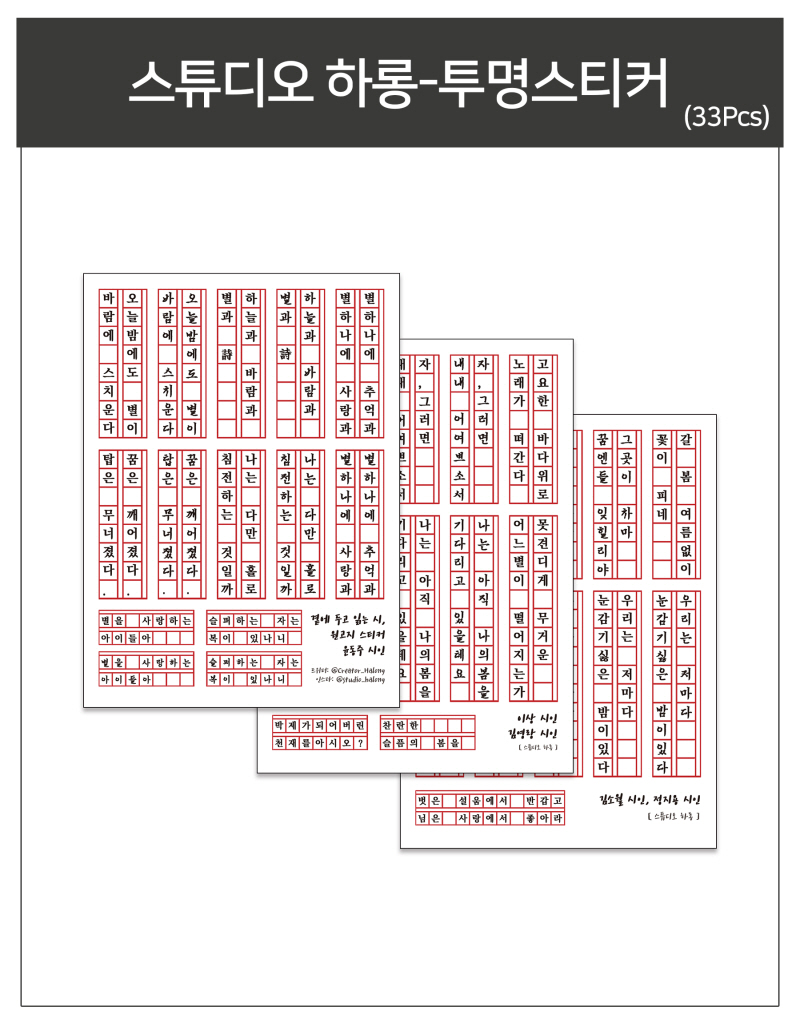 스튜디오 하롱-투명스티커
(33Pcs)
오늘밤에도 별이
바람에 스치운다
오늘밤에도 별이
바람에 스치운다
하늘과 바람과
별과 詩
하늘과 바람과
별과 詩
별하나에 추억과
별하나에 사랑과
꿈은 깨어졌다.
탑은 무너졌다.
꿈은 깨어졌다.
탑은 무너졌다.
나는 다만 홀로
침전하는 것일까
나는 다만 홀로
침전하는 것일까
별하나에 추억과
별하나에 사랑과
별을 사랑하는
아이들아
슬퍼하는 자는
복이 있나니
별을 사랑하는
아이들아
슬퍼하는 자는
복이 있나니
곁에 두고 읽는 시,
원고지 스티커
윤동주 시인
트위터: @Creator_Halong
인스타: @studio_halong
자, 그러면
자, 그러면
내내 어여쁘소서
고요한 바다위로
노래가 떠간다
나는 아직 나의봄을
나는 아직 나의봄을
기다리고 있을테요
못견디게 무거운
어느별이 떨어지는가
박제가되어버린
천재를아시오?
찬란한
슬픔의 봄을
이상 시인
김영랑 시인
[ 스튜디오 하롱 ]
그곳이 차마
꿈엔들 잊힐리야
갈 봄 여름없이
꽃이 피네
우리는 저마다
눈감기싫은 밤이있다
우리는 저마다
눈감기싫은 밤이있다
벗은 설움에서 반갑고
님은 사랑에서 좋아라
김소월 시인, 정지용 시인
[ 스튜디오 하롱 ]